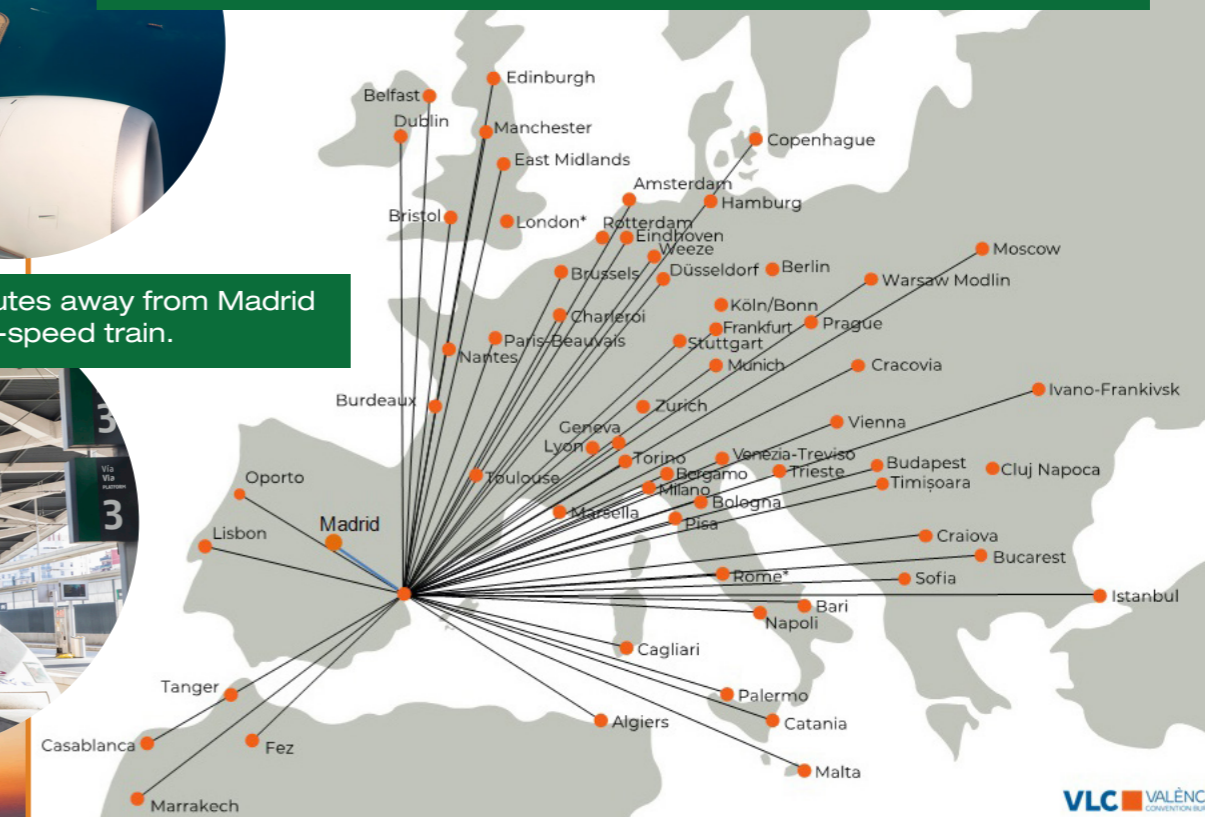 Edinburgh
Belfast
Dublin
Manchester
Copenhague
East Midlands
Amsterdam
Hamburg
Bristol
London*
Rotterdam
Eindhoven
Weeze
Moscow
Brussels
Düsseldorf
Berlin
Warsaw Modlin
utes away from Madrid
-speed train.
Köln/Bonn
Charleroi
Frankfurt
Prague
Paris-Beauvais
Stuttgart
Nantes
Munich
Cracovia
Ivano-Frankivsk
Burdeaux
Zurich
Vienna
Geneva
Lyon
Torino
Venezia-Treviso
Budapest
Cluj Napoca
Bergamo
Trieste
Timișoara
Toulouse
Milano
Bologna
Oporto
Marsella
Pisa
3
Vía
Via
PLATFORM
3
Madrid
Lisbon
Craiova
Bucarest
Rome*
Sofia
Istanbul
Bari
Napoli
Cagliari
Tanger
Palermo
Algiers
Catania
Casablanca
Fez
Malta
Marrakech
VLC VALÈNC
CONVENTION BUR